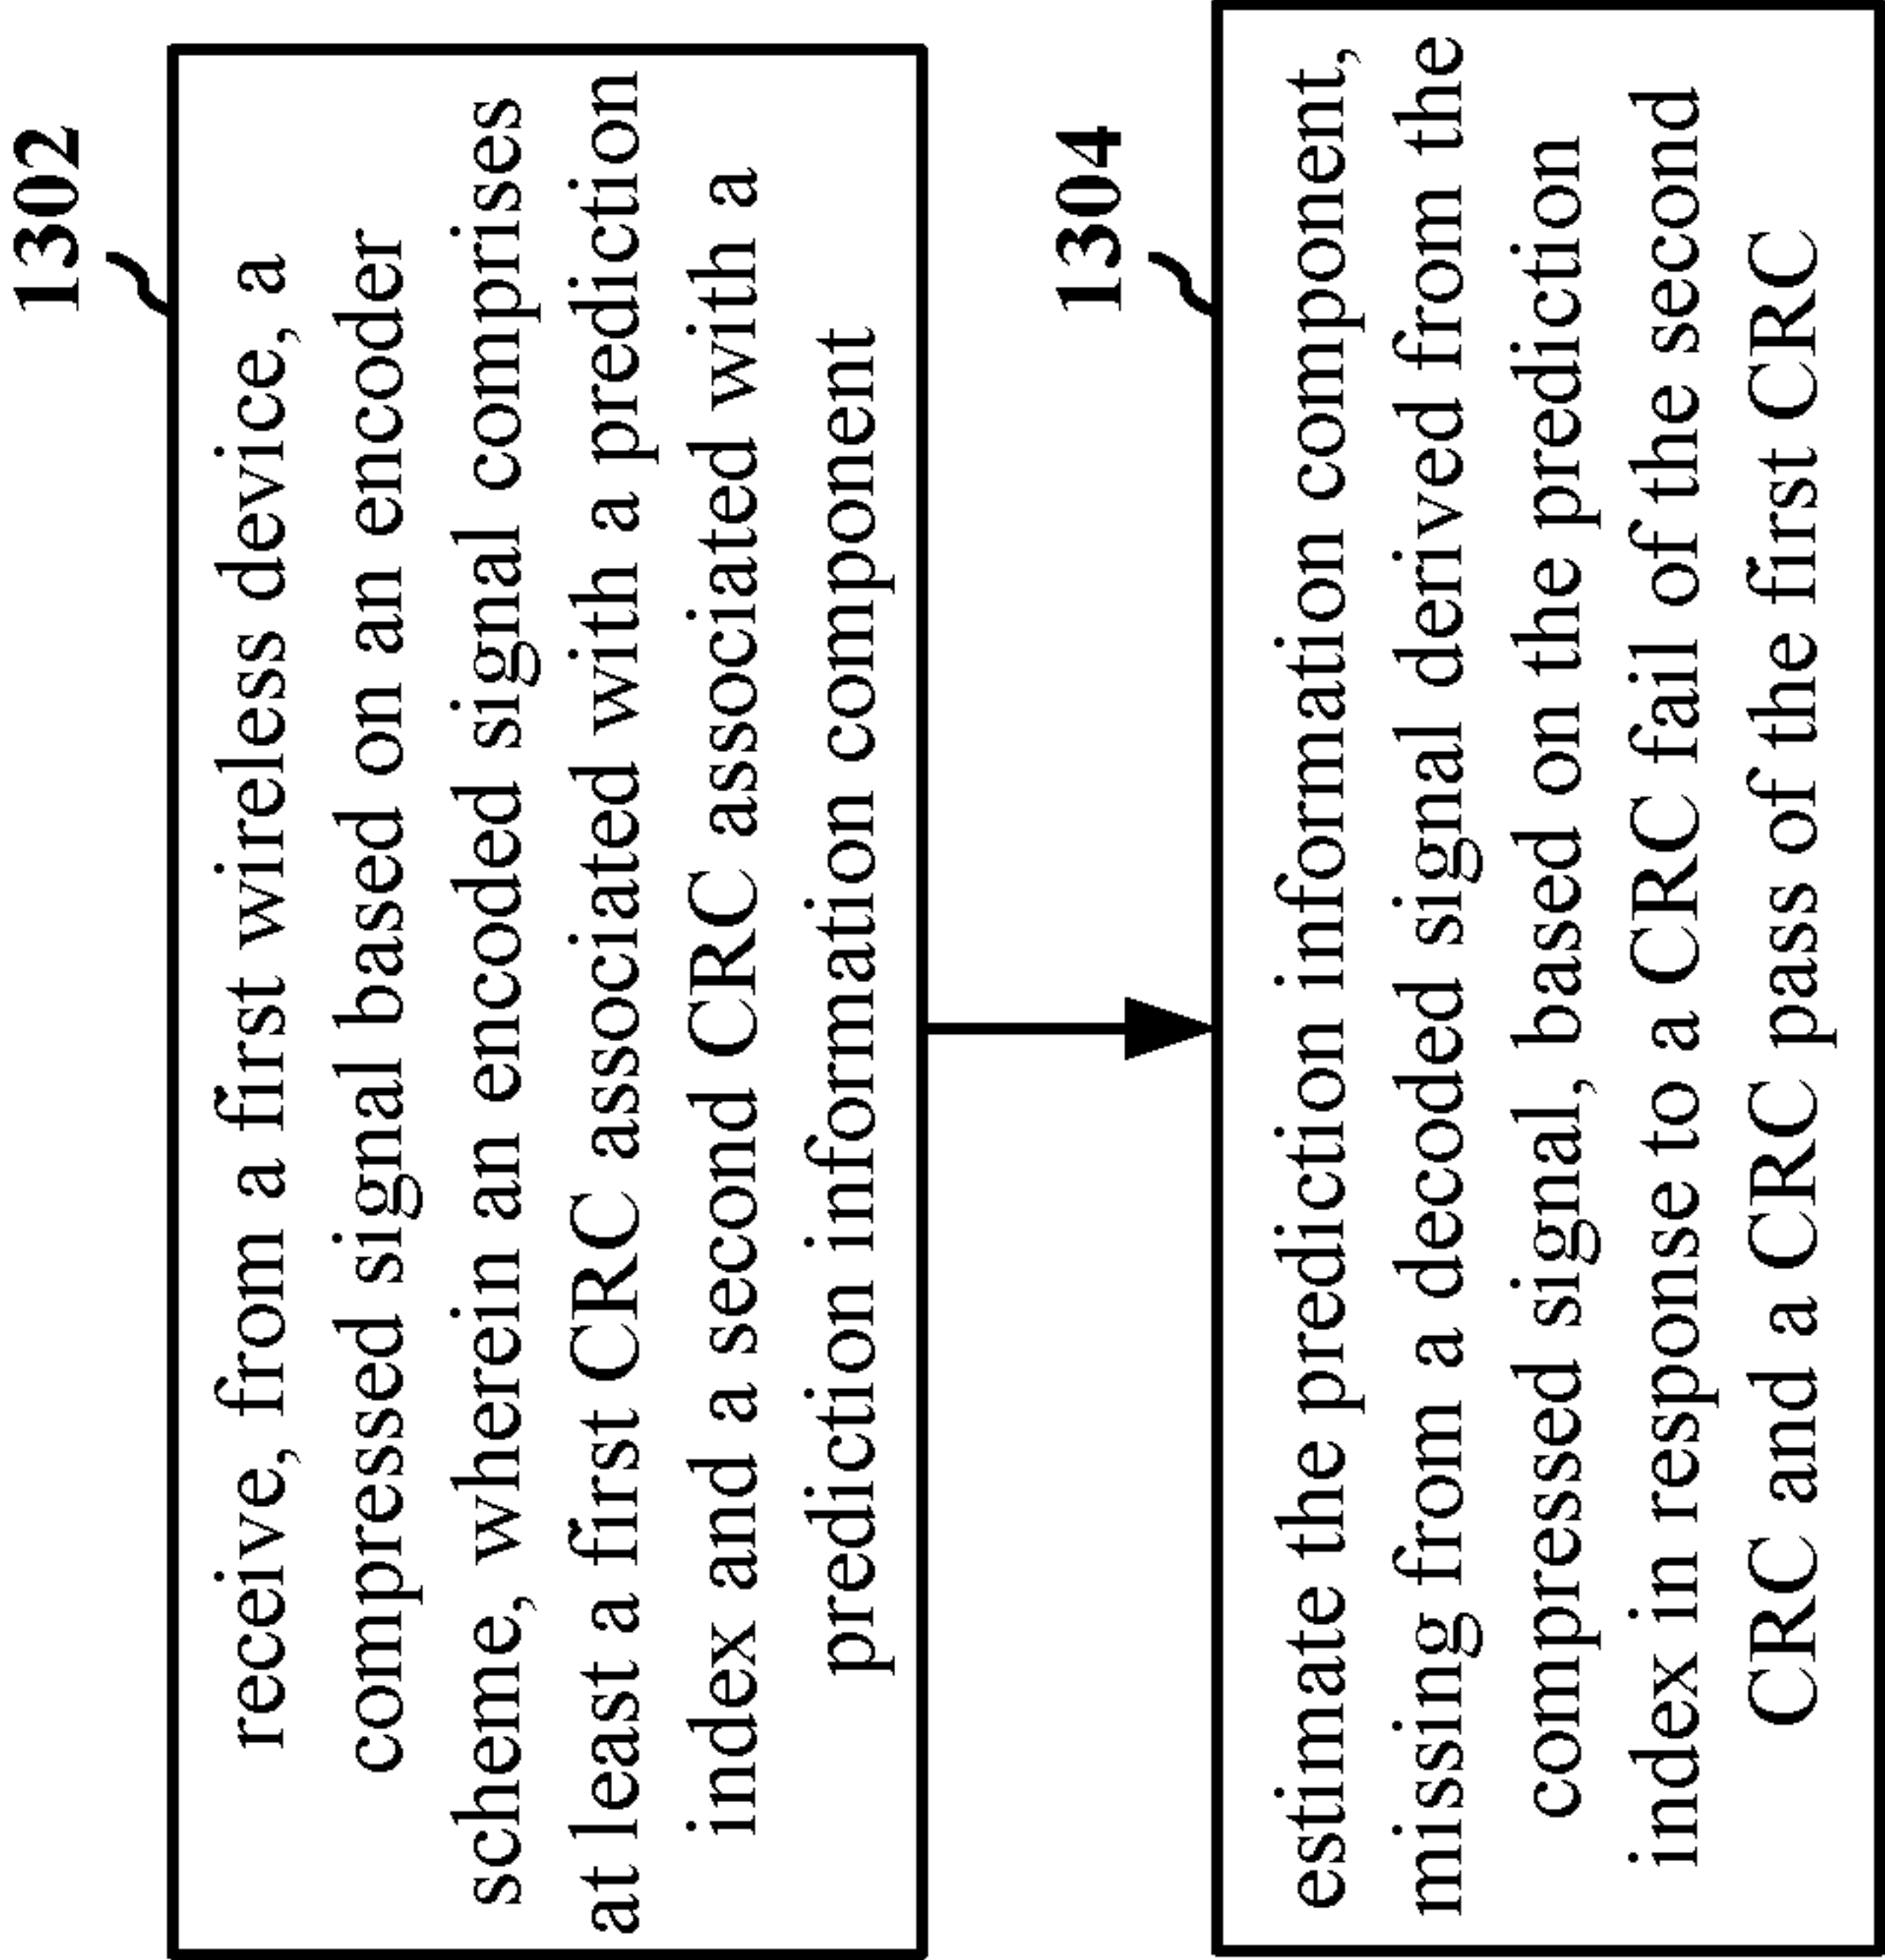 1302
receive, from a first wireless device, a
compressed signal based on an encoder
scheme, wherein an encoded signal comprises
at least a first CRC associated with a prediction
index and a second CRC associated with a
prediction information component
1304
estimate the prediction information component,
missing from a decoded signal derived from the
compressed signal, based on the prediction
index in response to a CRC fail of the second
CRC and a CRC pass of the first CRC